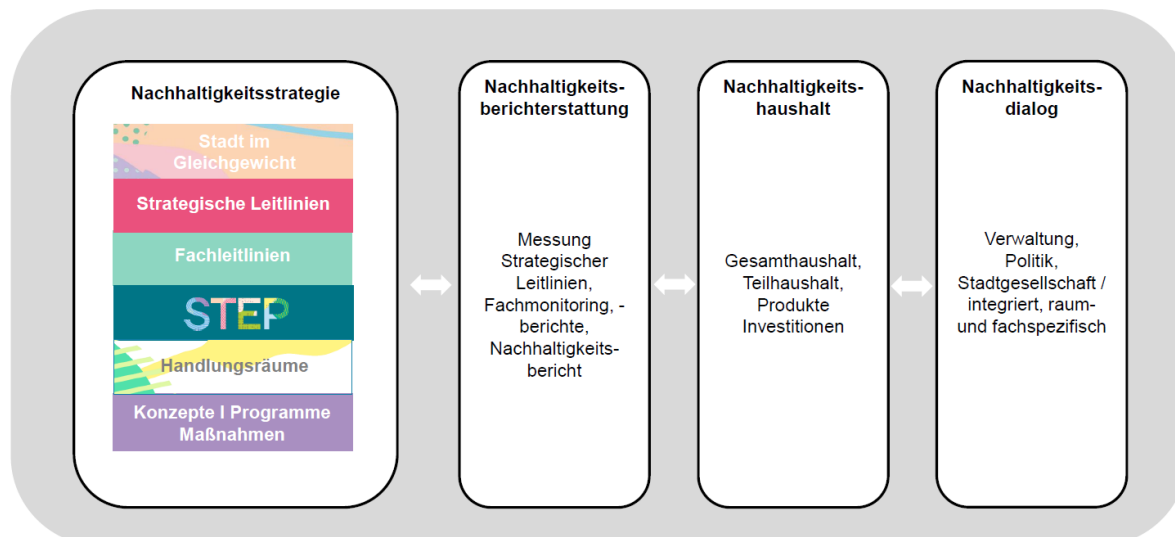 Nachhaltigkeitsstrategie
Stadt im
Gleichgewicht
Strategische Leitlinien
Fachleitlinien
STEP
Handlungsräume
Konzepte I Programme
Maßnahmen
Nachhaltigkeits-
berichterstattung
Messung
Strategischer
Leitlinien,
Fachmonitoring, -
berichte,
Nachhaltigkeits-
bericht
Nachhaltigkeits-
haushalt
Gesamthaushalt,
Teilhaushalt,
Produkte
Investitionen
Nachhaltigkeits-
dialog
Verwaltung,
Politik,
Stadtgesellschaft /
integriert, raum-
und fachspezifisch